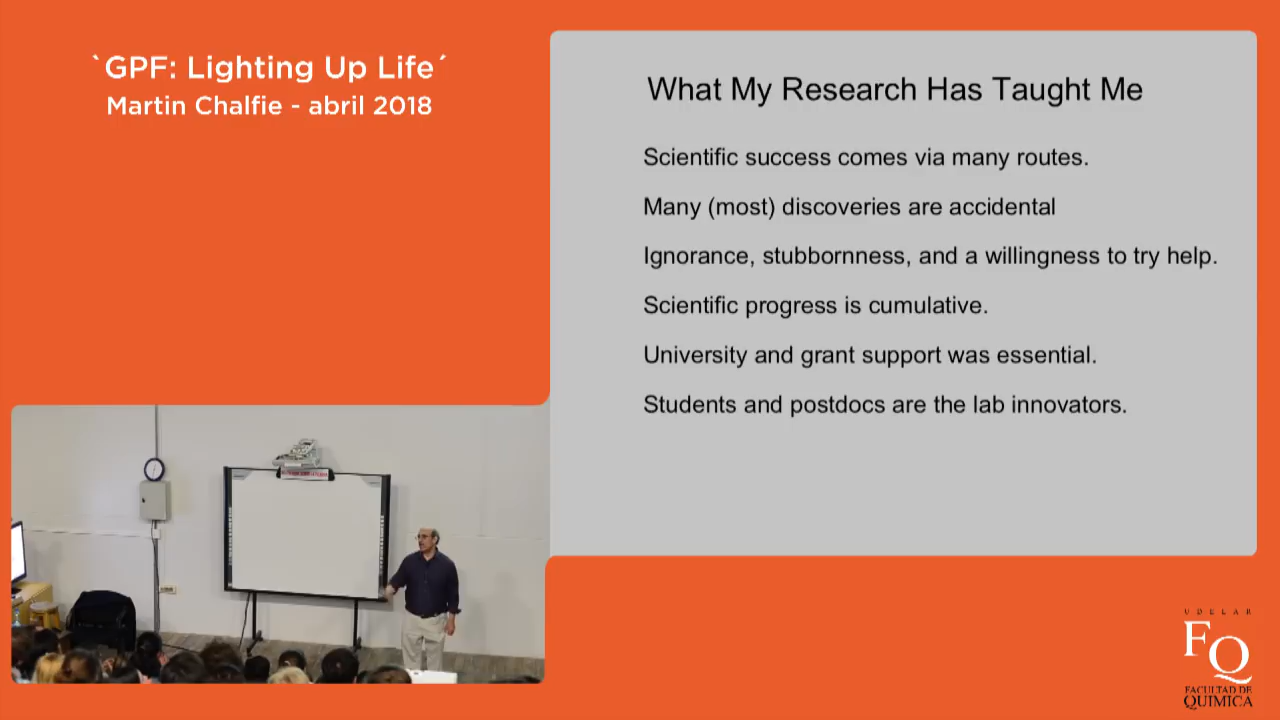 `GPF: Lighting Up Life´
Martin Chalfie - abril 2018
What My Research Has Taught Me
Scientific success comes via many routes.
Many (most) discoveries are accidental
Ignorance, stubbornness, and a willingness to try help.
Scientific progress is cumulative.
University and grant support was essential.
Students and postdocs are the lab innovators.
UDELAR
FQ
FACULTAD DE
QUIMICA